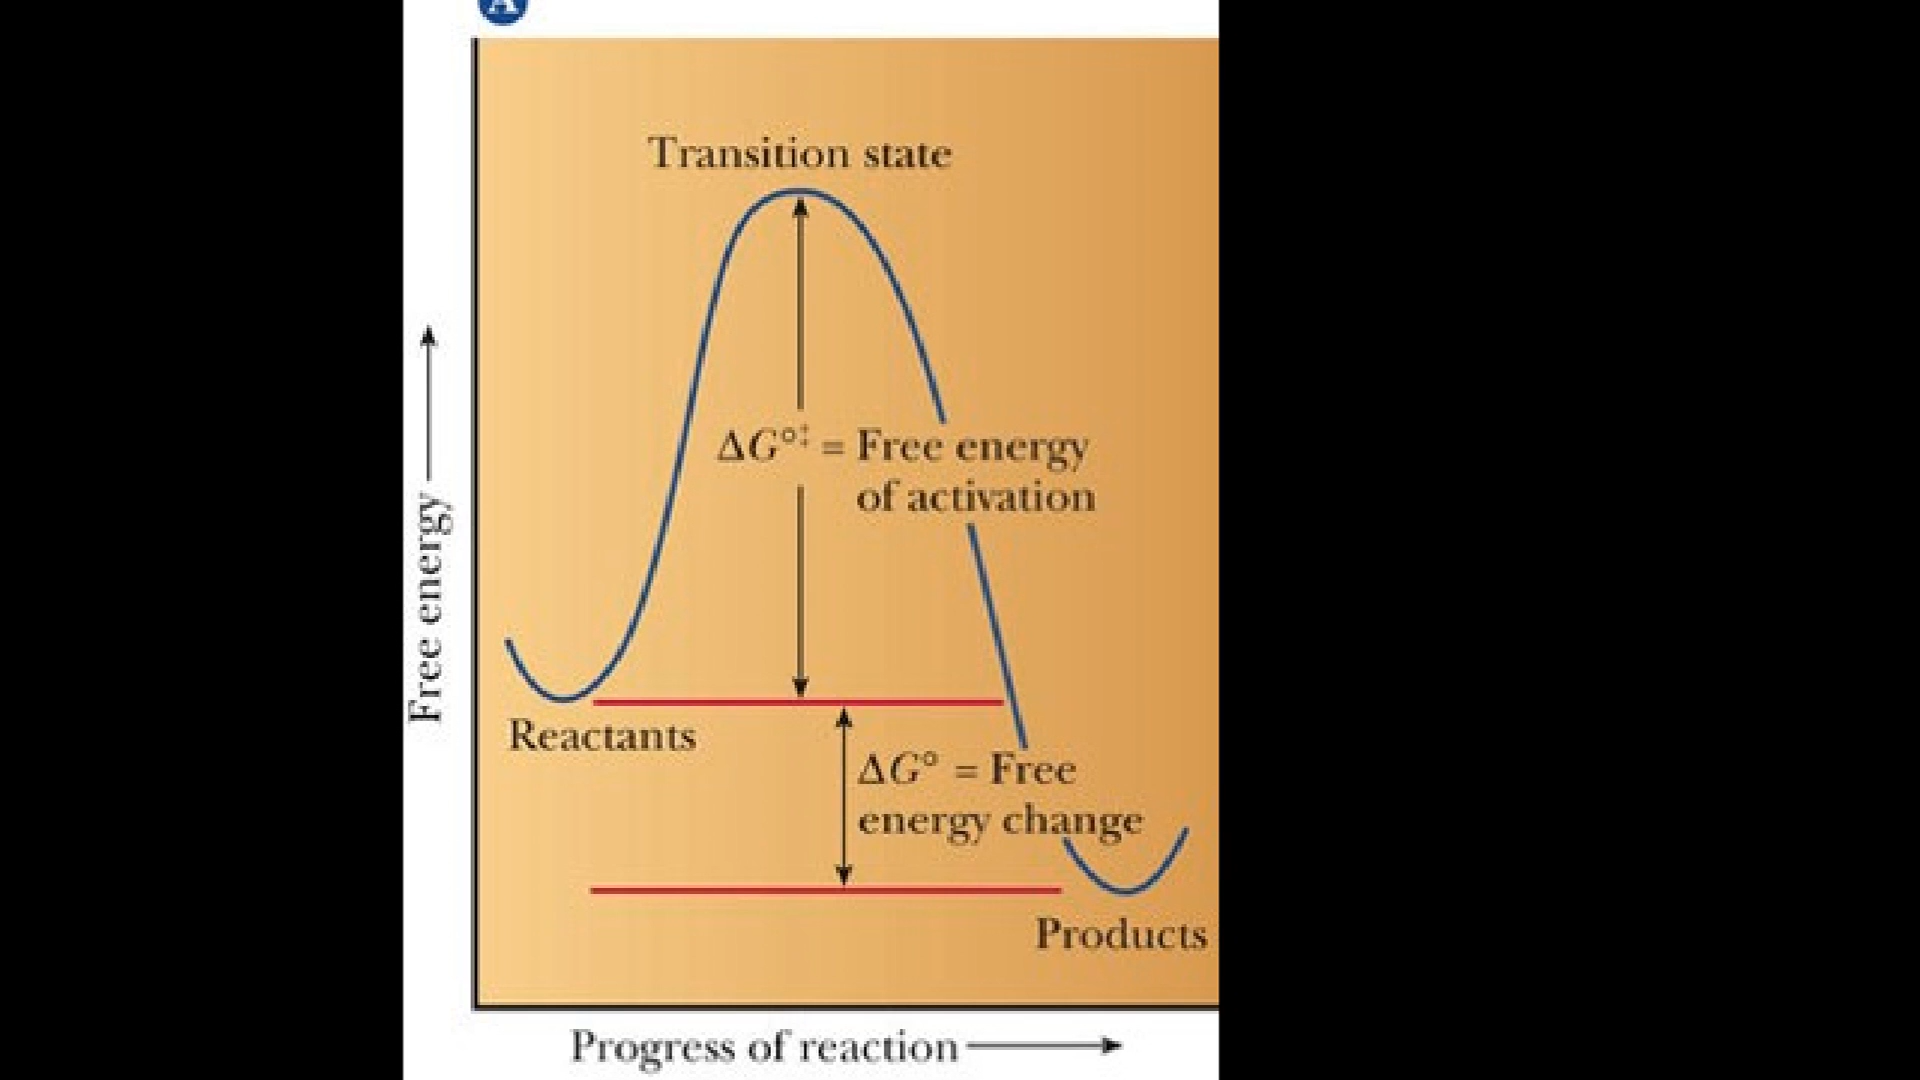 A
Transition state
ΔG°‡ = Free energy
of activation
Free energy
Reactants
ΔG° = Free
energy change
Products
Progress of reaction